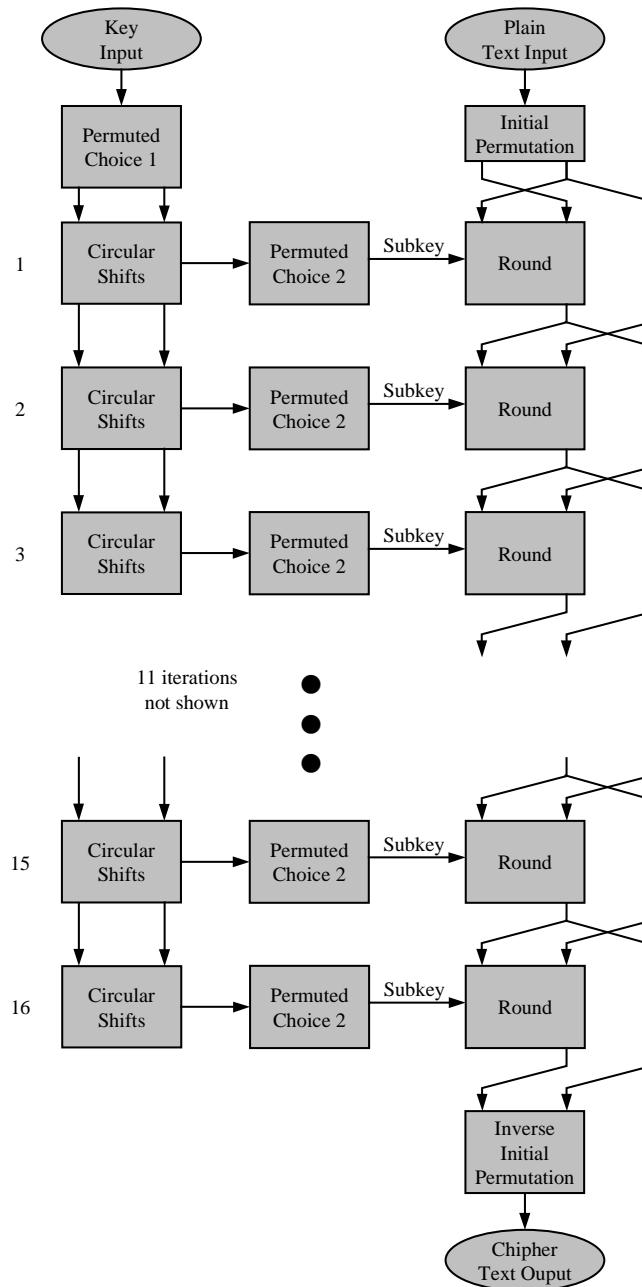 Key
Input
Plain
Text Input
Permuted
Choice 1
Initial
Permutation
1
Circular
Shifts
Permuted
Choice 2
Subkey
Round
2
Circular
Shifts
Permuted
Choice 2
Subkey
Round
3
Circular
Shifts
Permuted
Choice 2
Subkey
Round
11 iterations
not shown
15
Circular
Shifts
Permuted
Choice 2
Subkey
Round
16
Circular
Shifts
Permuted
Choice 2
Subkey
Round
Inverse
Initial
Permutation
Chipher
Text Ouput